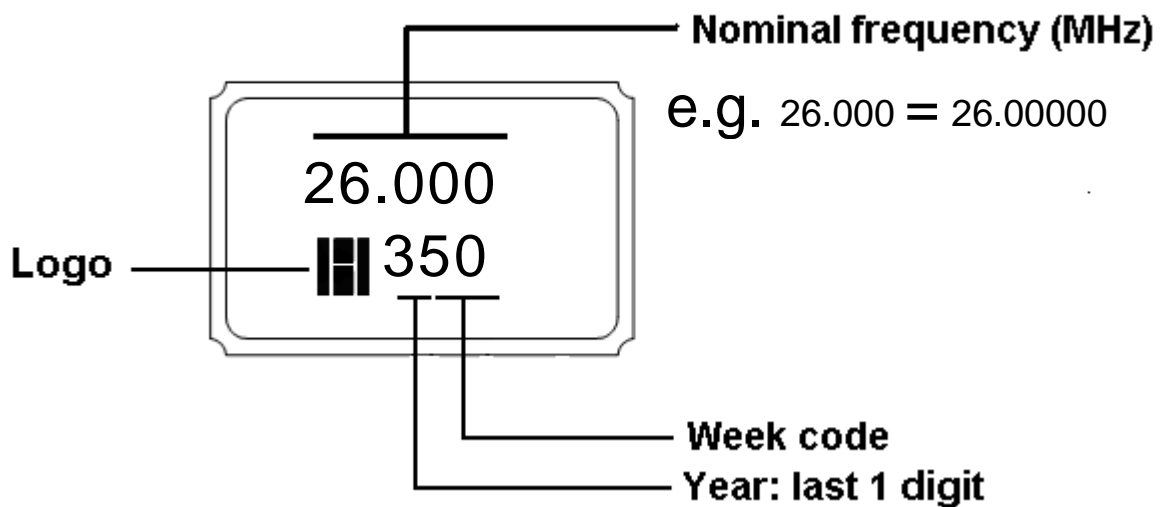 Nominal frequency (MHz)
e.g. 26.000 = 26.00000
26.000
Logo
350
Week code
Year: last 1 digit